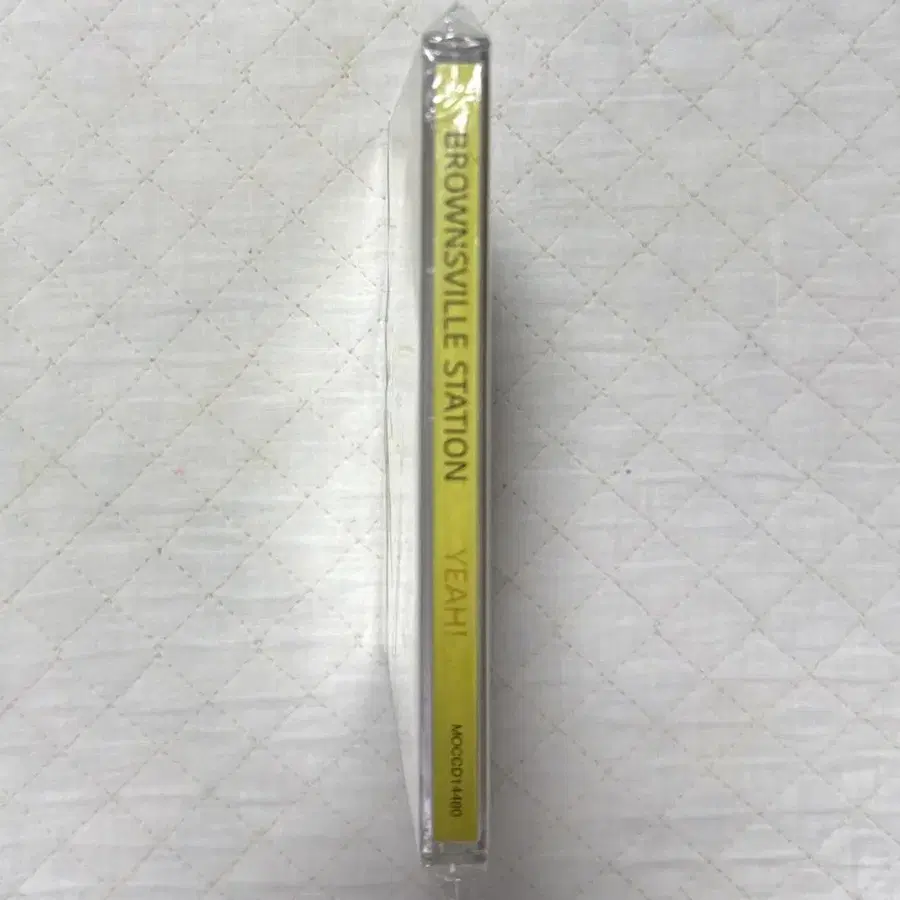 BROWNSVILLE STATION YEAH!
MOCCD14480